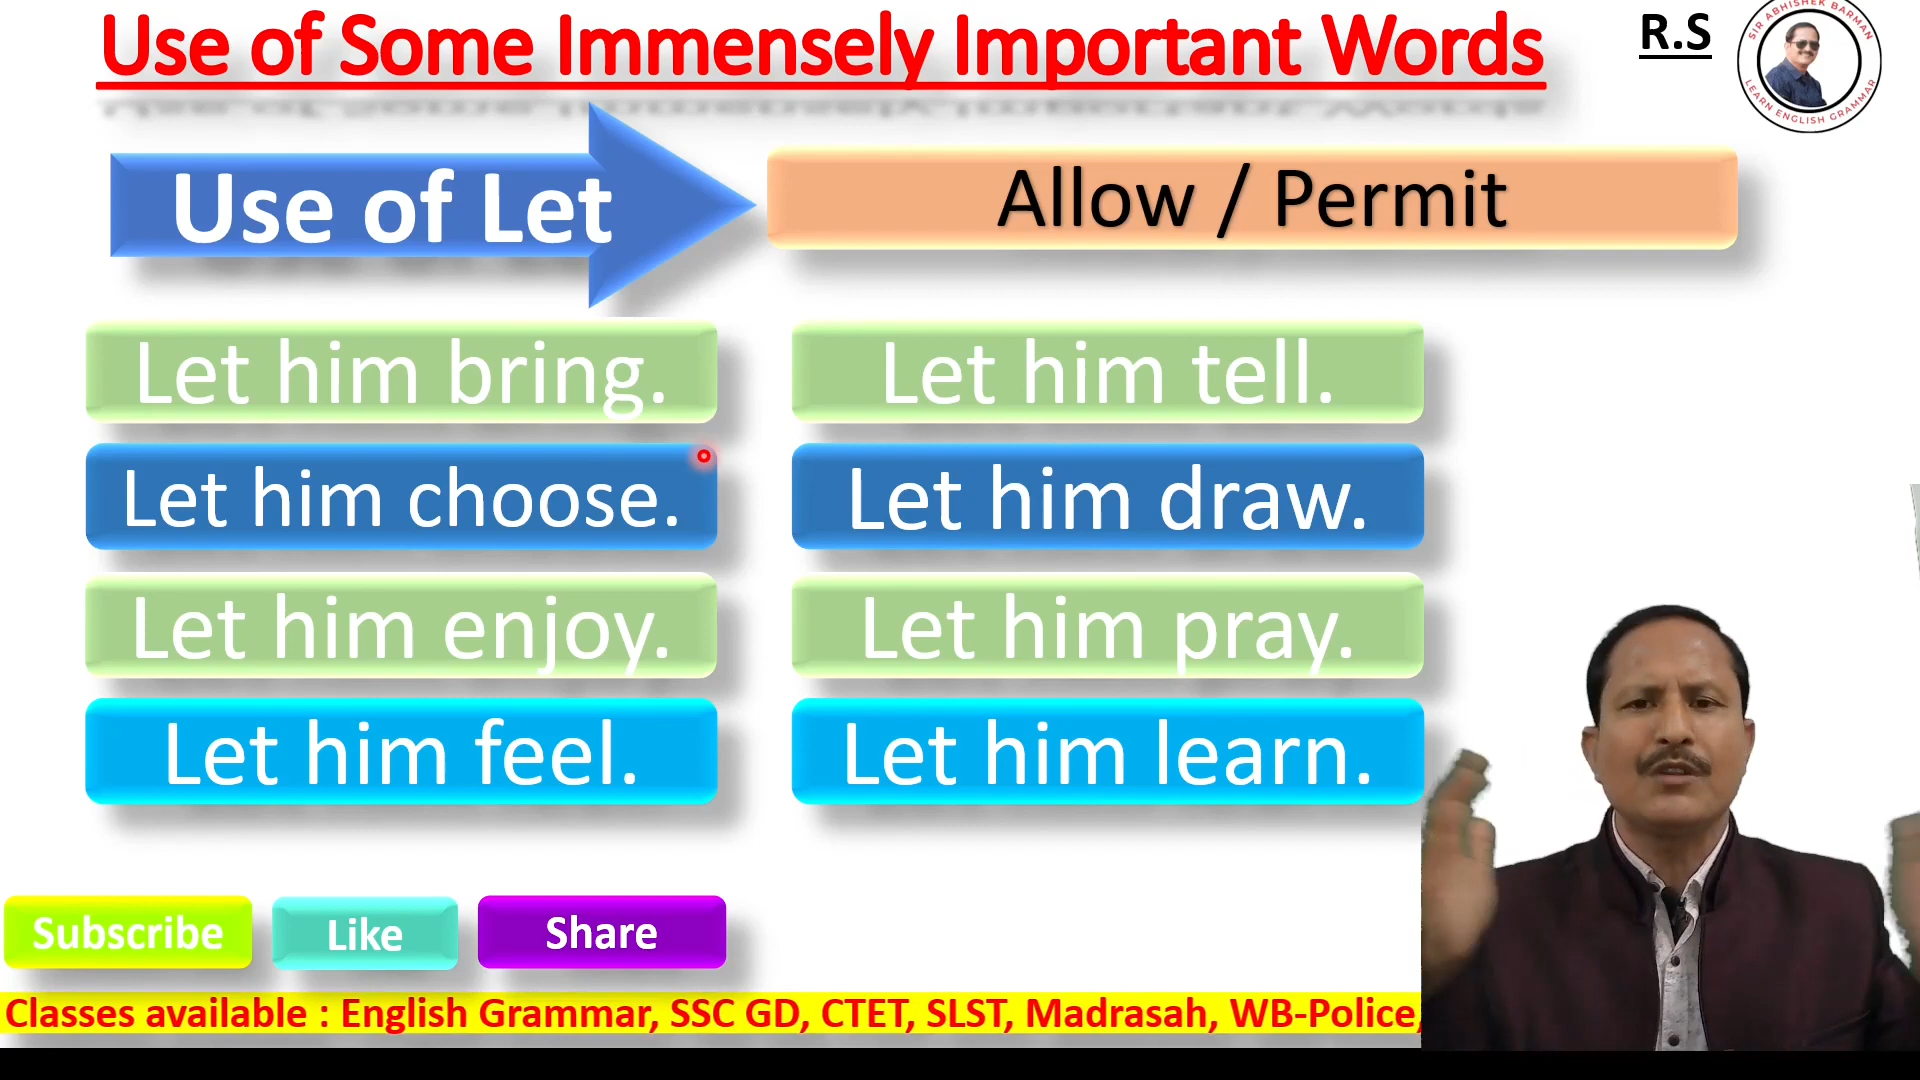 Use of Some Immensely Important Words
R.S
SIR ABHISHEK BARMAN
LEARN ENGLISH GRAMMAR
Use of Let
Allow / Permit
Let him bring.
Let him tell.
Let him choose.
Let him draw.
Let him enjoy.
Let him pray.
Let him feel.
Let him learn.
Subscribe
Like
Share
Classes available : English Grammar, SSC GD, CTET, SLST, Madrasah, WB-Police,